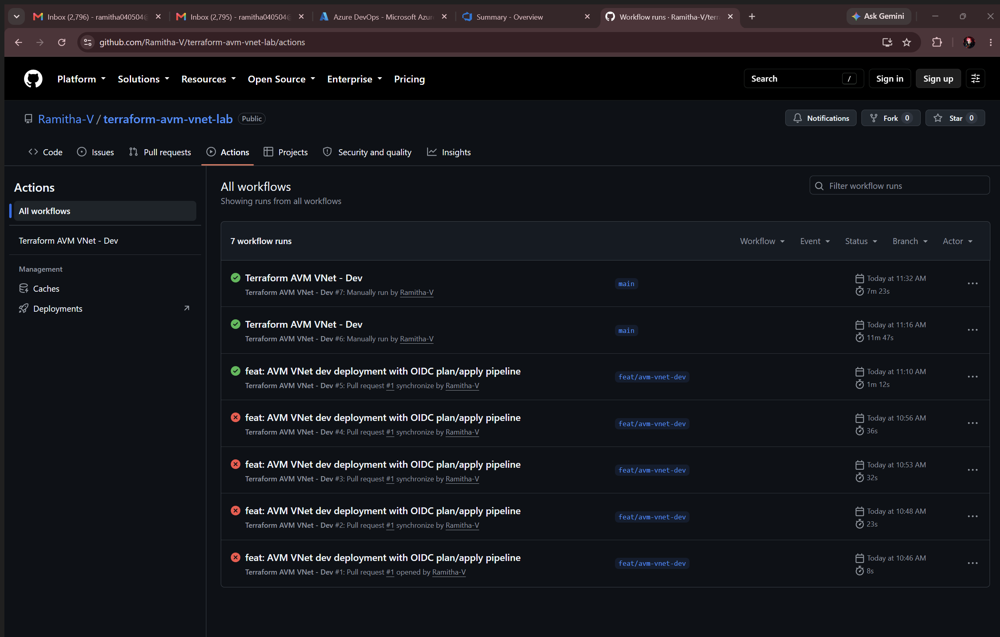 Inbox (2,796) - ramitha040504@
Inbox (2,795) - ramitha040504@
Azure DevOps - Microsoft Azur
Summary - Overview
Workflow runs · Ramitha-V/terr
Ask Gemini
github.com/Ramitha-V/terraform-avm-vnet-lab/actions
Platform
Solutions
Resources
Open Source
Enterprise
Pricing
Search /
Sign in
Sign up
Ramitha-V / terraform-avm-vnet-lab Public
Notifications
Fork 0
Star 0
Code
Issues
Pull requests
Actions
Projects
Security and quality
Insights
Actions
All workflows
Terraform AVM VNet - Dev
Management
Caches
Deployments
All workflows
Showing runs from all workflows
Filter workflow runs
7 workflow runs
Workflow
Event
Status
Branch
Actor
Terraform AVM VNet - Dev
Terraform AVM VNet - Dev #7: Manually run by Ramitha-V
main
Today at 11:32 AM
7m 23s
Terraform AVM VNet - Dev
Terraform AVM VNet - Dev #6: Manually run by Ramitha-V
main
Today at 11:16 AM
11m 47s
feat: AVM VNet dev deployment with OIDC plan/apply pipeline
Terraform AVM VNet - Dev #5: Pull request #1 synchronize by Ramitha-V
feat/avm-vnet-dev
Today at 11:10 AM
1m 12s
feat: AVM VNet dev deployment with OIDC plan/apply pipeline
Terraform AVM VNet - Dev #4: Pull request #1 synchronize by Ramitha-V
feat/avm-vnet-dev
Today at 10:56 AM
36s
feat: AVM VNet dev deployment with OIDC plan/apply pipeline
Terraform AVM VNet - Dev #3: Pull request #1 synchronize by Ramitha-V
feat/avm-vnet-dev
Today at 10:53 AM
32s
feat: AVM VNet dev deployment with OIDC plan/apply pipeline
Terraform AVM VNet - Dev #2: Pull request #1 synchronize by Ramitha-V
feat/avm-vnet-dev
Today at 10:48 AM
23s
feat: AVM VNet dev deployment with OIDC plan/apply pipeline
Terraform AVM VNet - Dev #1: Pull request #1 opened by Ramitha-V
feat/avm-vnet-dev
Today at 10:46 AM
8s